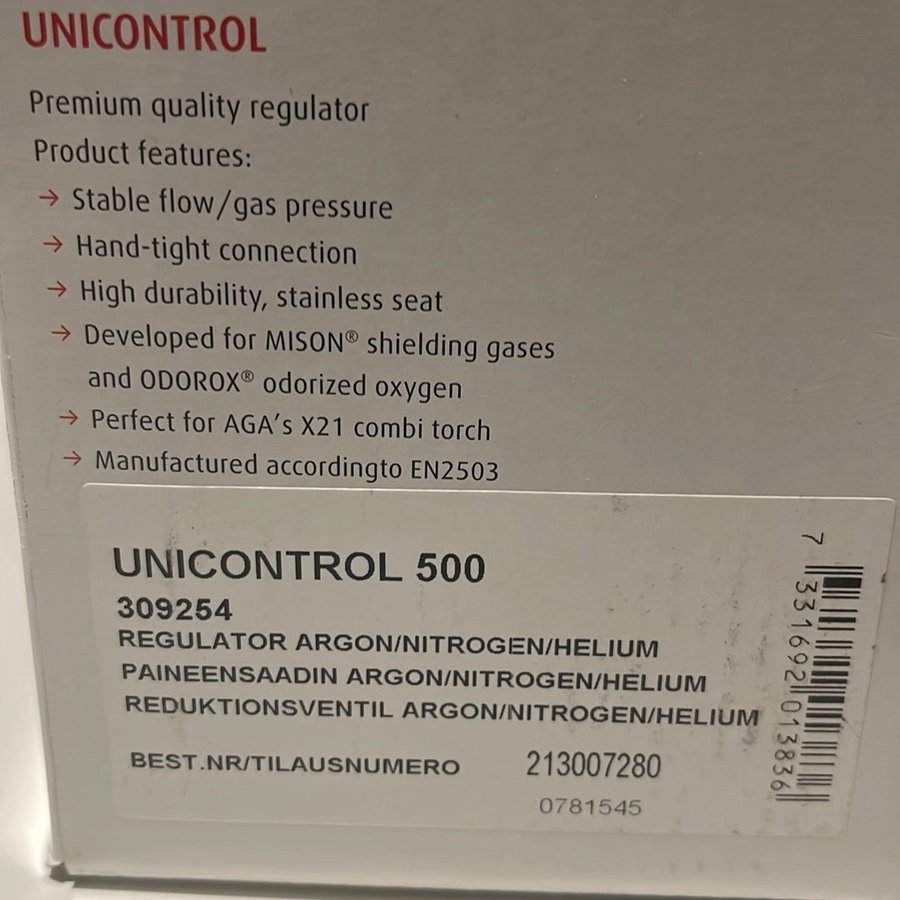 UNICONTROL
Premium quality regulator
Product features:
→ Stable flow/gas pressure
→ Hand-tight connection
→ High durability, stainless seat
→ Developed for MISON® shielding gases
and ODOROX® odorized oxygen
→ Perfect for AGA's X21 combi torch
→ Manufactured accordingto EN2503
UNICONTROL 500
309254
REGULATOR ARGON/NITROGEN/HELIUM
PAINEENSAADIN ARGON/NITROGEN/HELIUM
REDUKTIONSVENTIL ARGON/NITROGEN/HELIUM
BEST.NR/TILAUSNUMERO 213007280
0781545
7 331692 013836